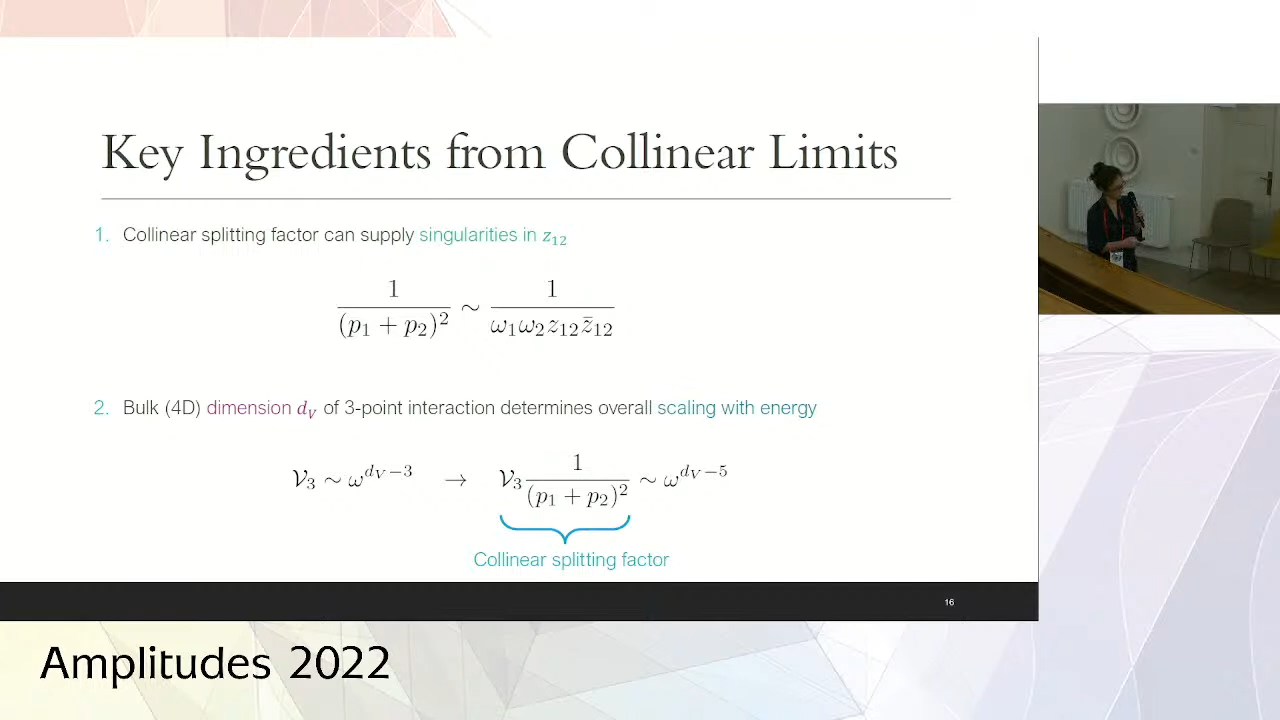 Key Ingredients from Collinear Limits
1. Collinear splitting factor can supply singularities in z₁₂
1/(p₁ + p₂)² ∼ 1/(ω₁ω₂z₁₂z̄₁₂)
2. Bulk (4D) dimension d_V of 3-point interaction determines overall scaling with energy
𝒱₃ ∼ ω^{d_V−3} → 𝒱₃ 1/(p₁ + p₂)² ∼ ω^{d_V−5}
Collinear splitting factor
16
Amplitudes 2022